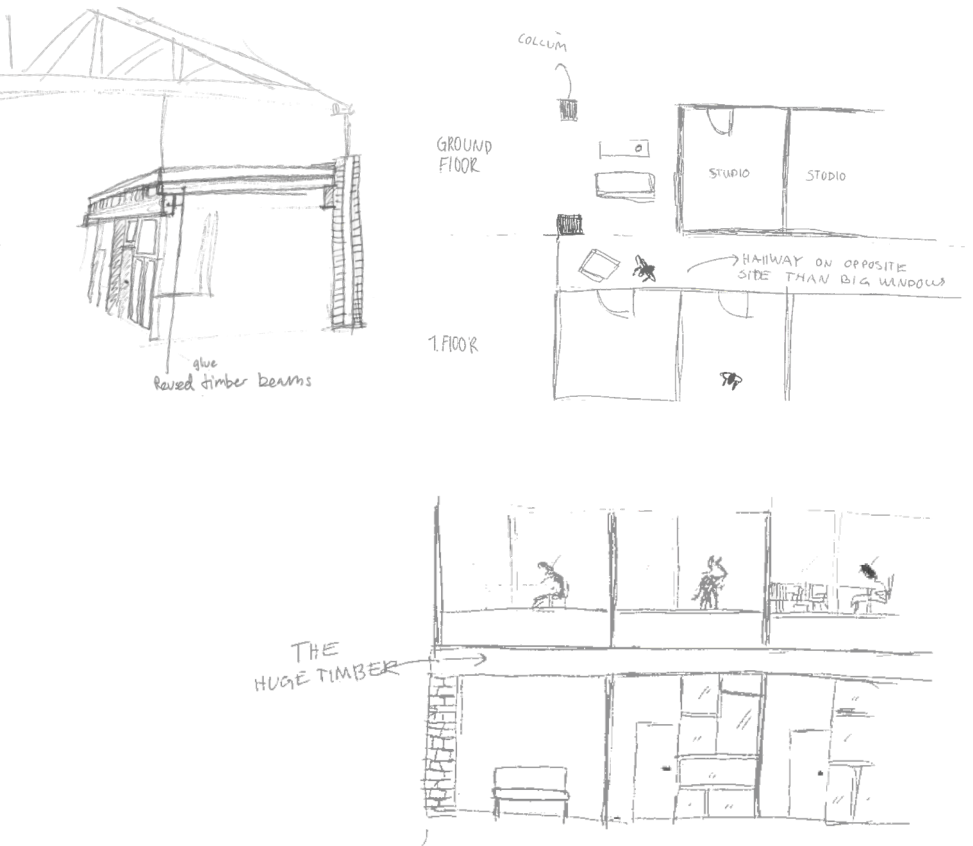 COLLUM
GROUND
FLOOR
STUDIO
STUDIO
HALLWAY ON OPPOSITE
SIDE THAN BIG WINDOWS
1. FLOOR
glue
Reused timber beams
THE
HUGE TIMBER